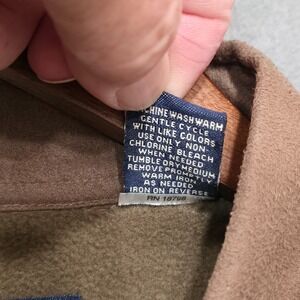 CHINE WASH WARM
GENTLE CYCLE
WITH LIKE COLORS
USE ONLY NON-
CHLORINE BLEACH
WHEN NEEDED
TUMBLE DRY MEDIUM
REMOVE PROMPTLY
WARM IRON
AS NEEDED
IRON ON REVERSE
RN 18798